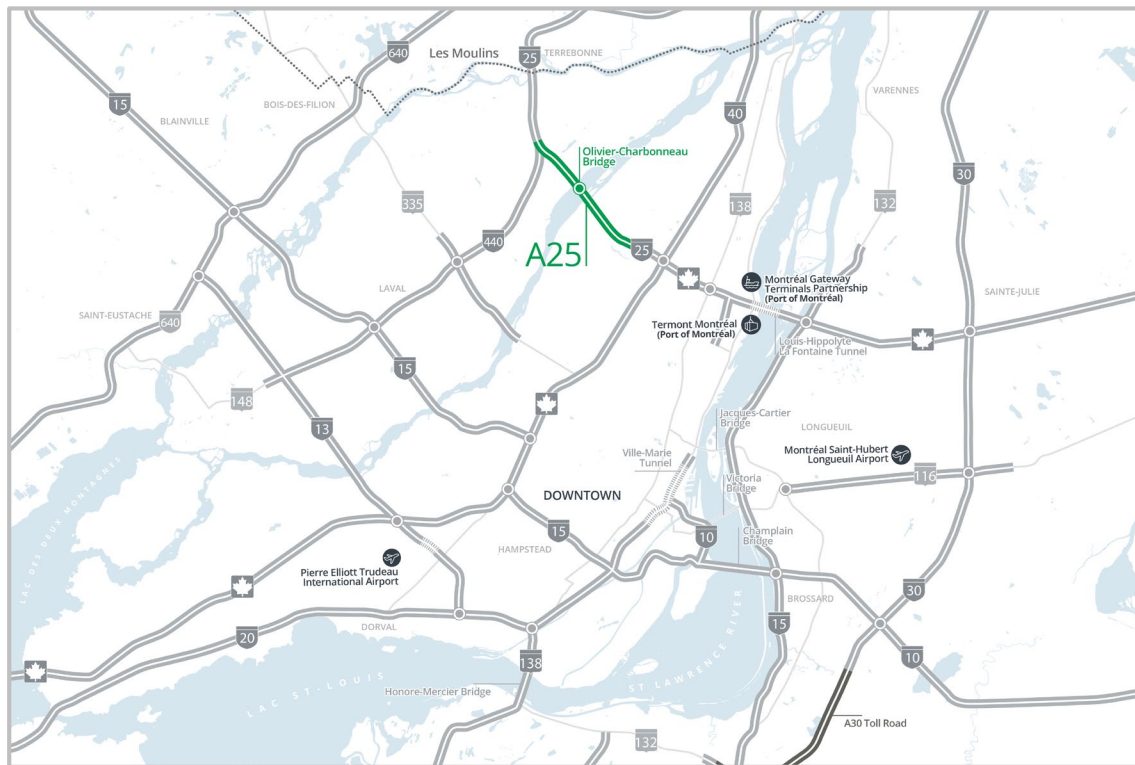 640
Les Moulins
25
TERREBONNE
15
BOIS-DES-FILION
VARENNES
BLAINVILLE
40
Olivier-Charbonneau
Bridge
30
335
138
132
440
A25
25
LAVAL
Montréal Gateway
Terminals Partnership
(Port of Montréal)
SAINTE-JULIE
SAINT-EUSTACHE
640
Termont Montréal
(Port of Montréal)
Louis-Hippolyte
La Fontaine Tunnel
15
148
Jacques-Cartier
Bridge
13
LONGUEUIL
Ville-Marie
Tunnel
Montréal Saint-Hubert
Longueuil Airport
116
Victoria
Bridge
DOWNTOWN
LAC DES DEUX MONTAGNES
15
10
Champlain
Bridge
HAMPSTEAD
Pierre Elliott Trudeau
International Airport
30
BROSSARD
15
DORVAL
20
10
138
ST LAWRENCE RIVER
LAC ST-LOUIS
Honore-Mercier Bridge
A30 Toll Road
132